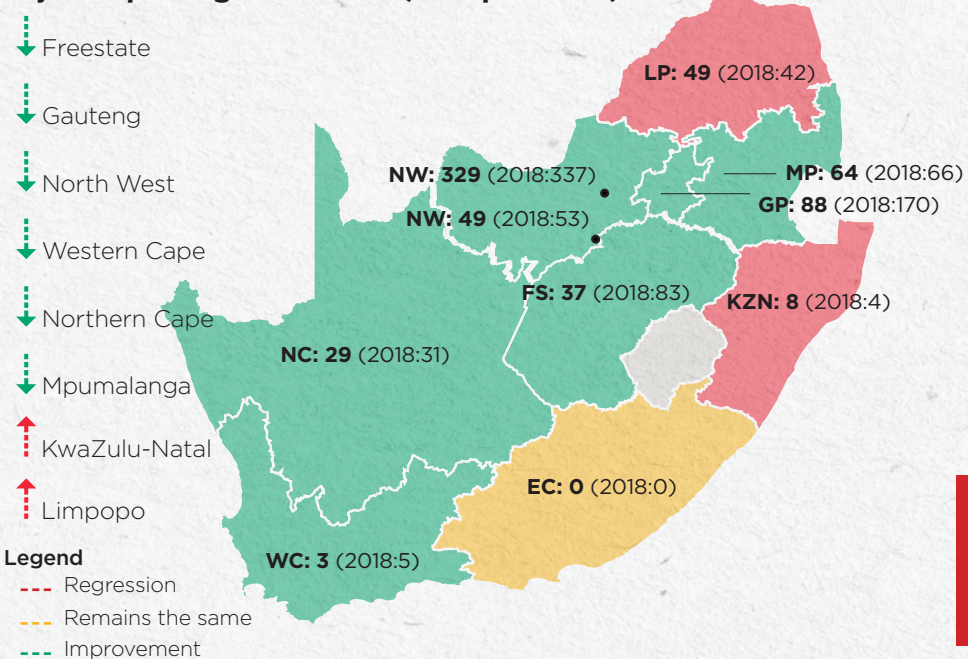 Freestate
Gauteng
North West
Western Cape
Northern Cape
Mpumalanga
KwaZulu-Natal
Limpopo
LP: 49 (2018:42)
NW: 329 (2018:337)
MP: 64 (2018:66)
GP: 88 (2018:170)
NW: 49 (2018:53)
FS: 37 (2018:83)
KZN: 8 (2018:4)
NC: 29 (2018:31)
EC: 0 (2018:0)
WC: 3 (2018:5)
Legend
Regression
Remains the same
Improvement